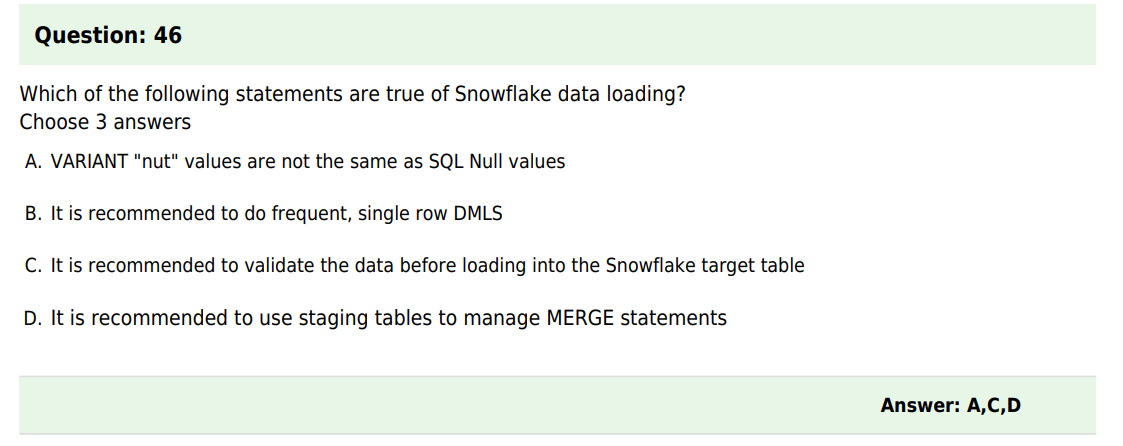 Question: 46
Which of the following statements are true of Snowflake data loading?
Choose 3 answers
A. VARIANT "nut" values are not the same as SQL Null values
B. It is recommended to do frequent, single row DMLS
C. It is recommended to validate the data before loading into the Snowflake target table
D. It is recommended to use staging tables to manage MERGE statements
Answer: A,C,D